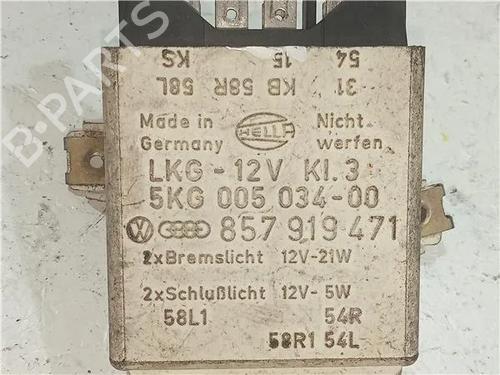 B-PARTS
KS 15 54
58L 58R KB 31
Made in Germany
HELLA
Nicht werfen
LKG - 12V Kl.3
5KG 005 034-00
857 919 471
2xBremslicht 12V-21W
2xSchlußlicht 12V-5W
58L1 54R
58R1 54L